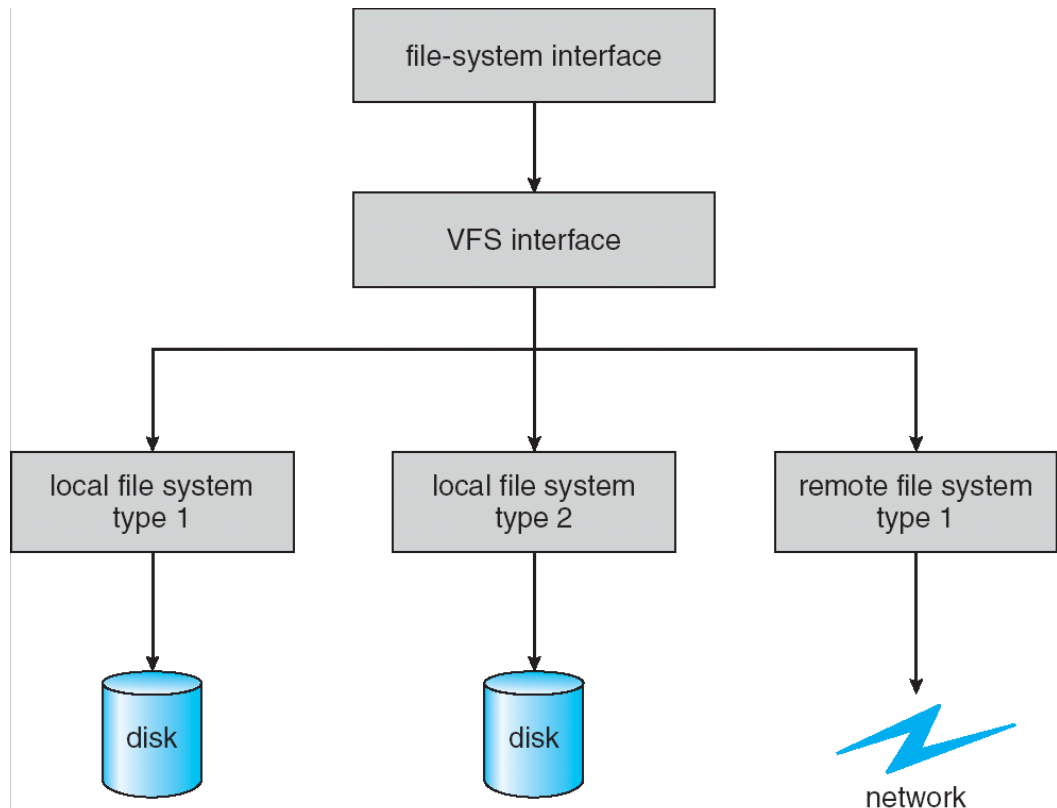 file-system interface
VFS interface
local file system
type 1
local file system
type 2
remote file system
type 1
disk
disk
network